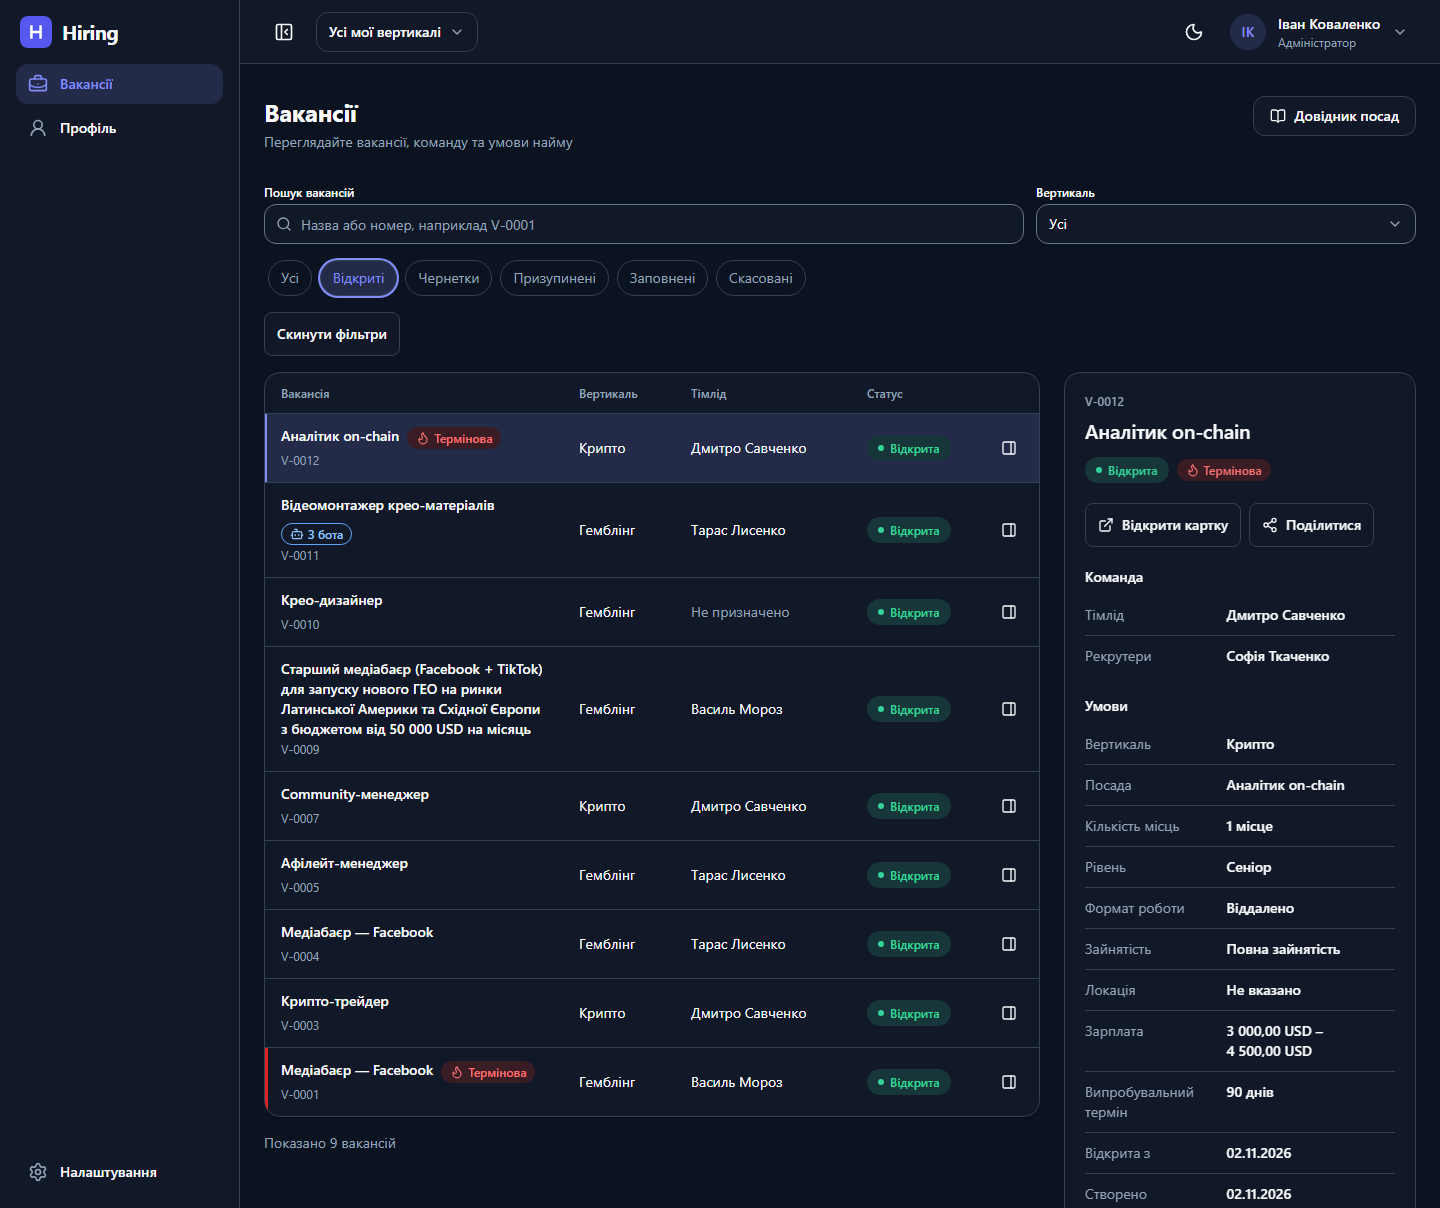 H Hiring
Вакансії
Профіль
Налаштування
Усі мої вертикалі
ІК
Іван Коваленко
Адміністратор
Вакансії
Переглядайте вакансії, команду та умови найму
Довідник посад
Пошук вакансій
Назва або номер, наприклад V-0001
Вертикаль
Усі
Усі Відкриті Чернетки Призупинені Заповнені Скасовані
Скинути фільтри
Вакансія Вертикаль Тімлід Статус
Аналітик on-chain Термінова
V-0012
Крипто Дмитро Савченко Відкрита
Відеомонтажер крео-матеріалів
З бота
V-0011
Гемблінг Тарас Лисенко Відкрита
Крео-дизайнер
V-0010
Гемблінг Не призначено Відкрита
Старший медіабаєр (Facebook + TikTok)
для запуску нового ГЕО на ринки
Латинської Америки та Східної Європи
з бюджетом від 50 000 USD на місяць
V-0009
Гемблінг Василь Мороз Відкрита
Community-менеджер
V-0007
Крипто Дмитро Савченко Відкрита
Афілейт-менеджер
V-0005
Гемблінг Тарас Лисенко Відкрита
Медіабаєр — Facebook
V-0004
Гемблінг Тарас Лисенко Відкрита
Крипто-трейдер
V-0003
Крипто Дмитро Савченко Відкрита
Медіабаєр — Facebook Термінова
V-0001
Гемблінг Василь Мороз Відкрита
Показано 9 вакансій
V-0012
Аналітик on-chain
Відкрита Термінова
Відкрити картку Поділитися
Команда
Тімлід Дмитро Савченко
Рекрутери Софія Ткаченко
Умови
Вертикаль Крипто
Посада Аналітик on-chain
Кількість місць 1 місце
Рівень Сеніор
Формат роботи Віддалено
Зайнятість Повна зайнятість
Локація Не вказано
Зарплата 3 000,00 USD –
4 500,00 USD
Випробувальний 90 днів
термін
Відкрита з 02.11.2026
Створено 02.11.2026